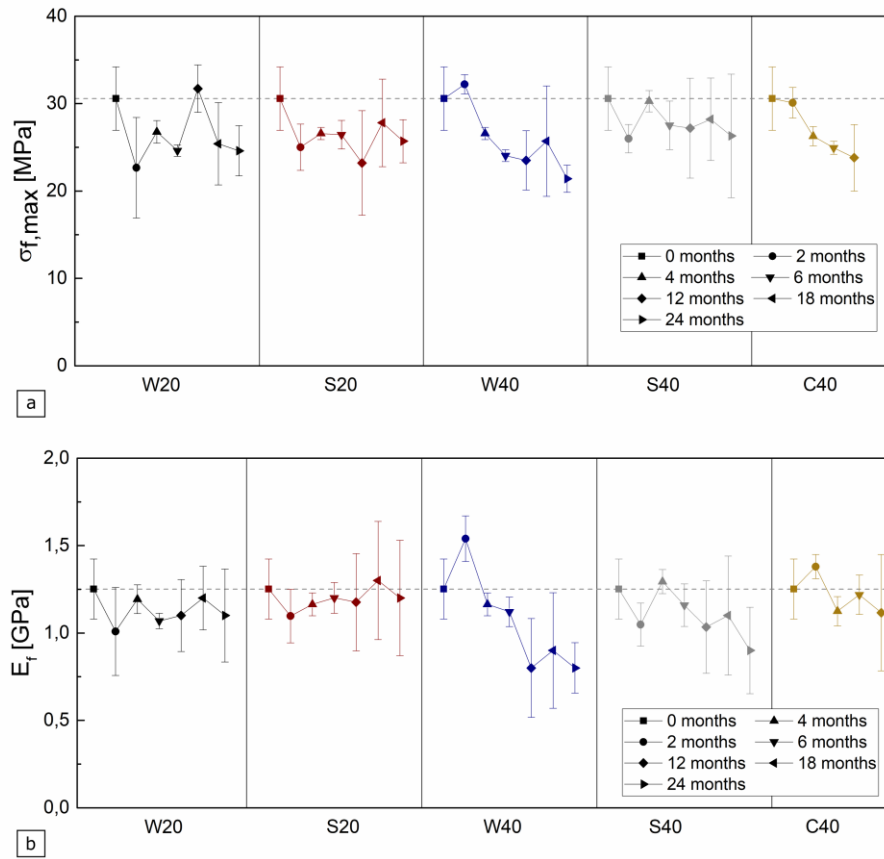 40
30
20
10
0
σf,max [MPa]
0 months 2 months
4 months 6 months
12 months 18 months
24 months
W20 S20 W40 S40 C40
a
2,0
1,5
1,0
0,5
0,0
E_f [GPa]
0 months 4 months
2 months 6 months
12 months 18 months
24 months
W20 S20 W40 S40 C40
b